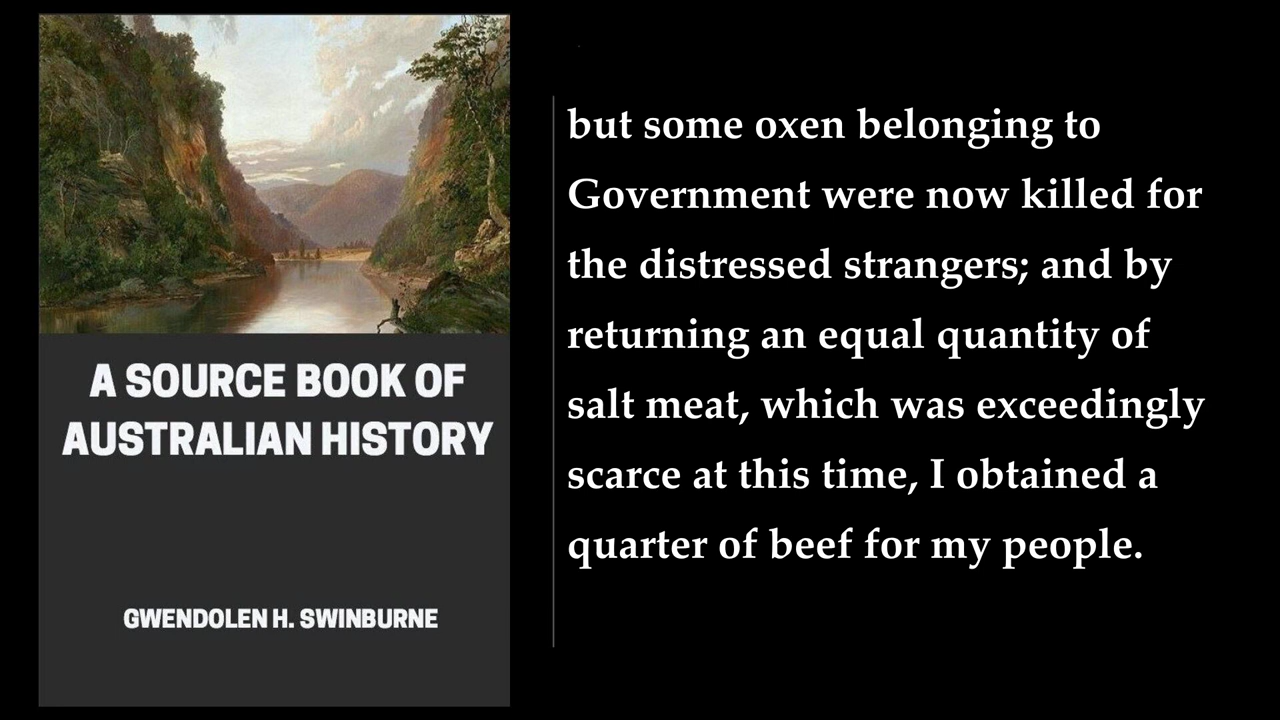 A SOURCE BOOK OF
AUSTRALIAN HISTORY
GWENDOLEN H. SWINBURNE
but some oxen belonging to
Government were now killed for
the distressed strangers; and by
returning an equal quantity of
salt meat, which was exceedingly
scarce at this time, I obtained a
quarter of beef for my people.